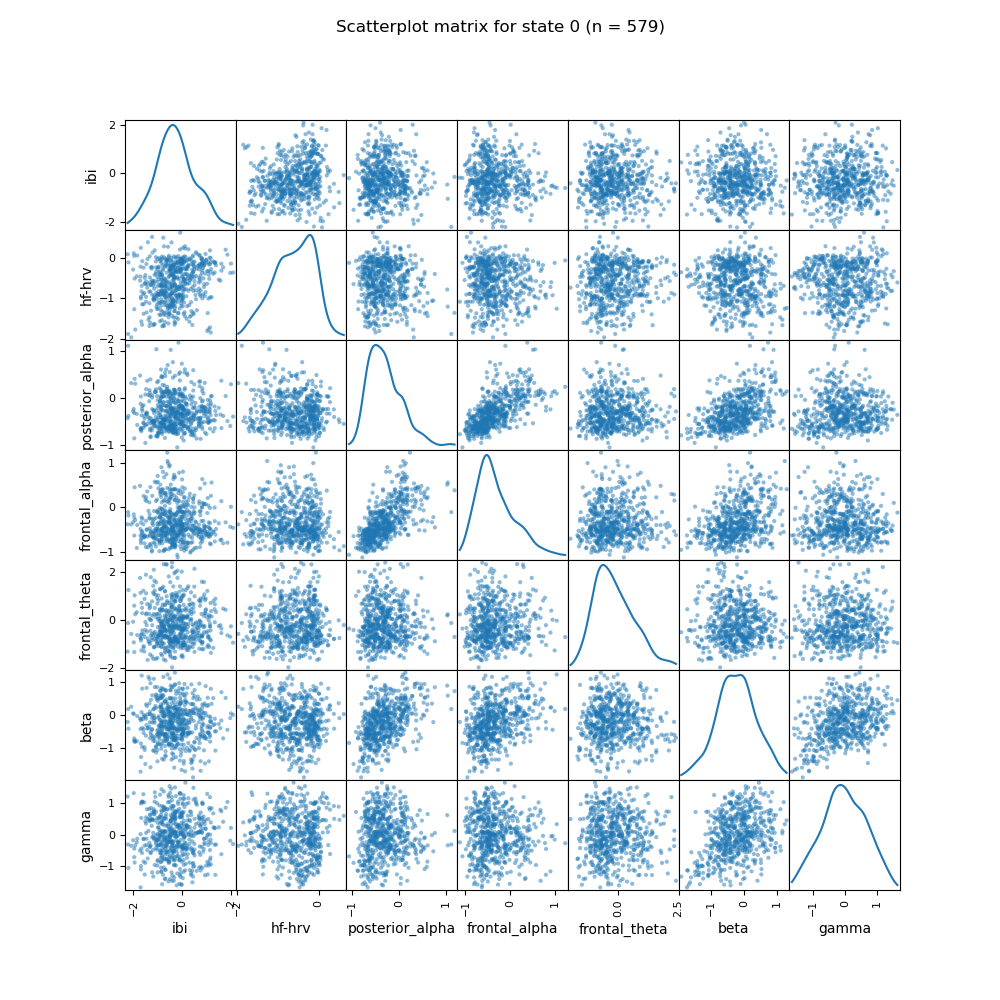 Scatterplot matrix for state 0 (n = 579)
ibi
2
0
−2
hf-hrv
0
−1
−2
posterior_alpha
1
0
−1
frontal_alpha
1
0
−1
frontal_theta
2
0
−2
beta
1
0
−1
gamma
1
0
−1
−2 0 2 −2 0 −1 0 1 −1 0 1 0.0 2.5 −1 0 1 −1 0 1
ibi hf-hrv posterior_alpha frontal_alpha frontal_theta beta gamma